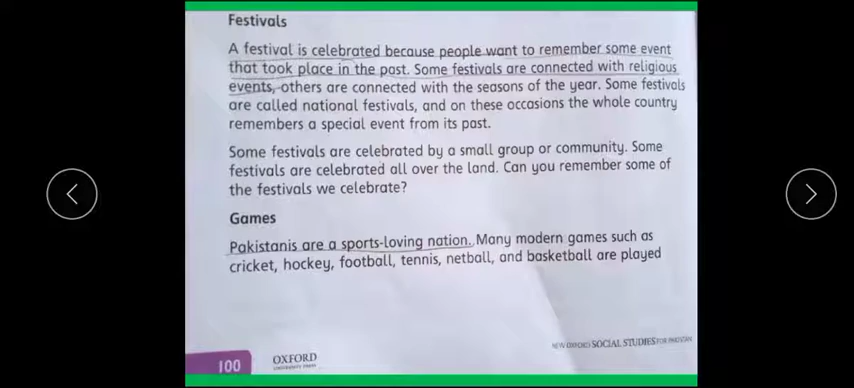 Festivals
A festival is celebrated because people want to remember some event
that took place in the past. Some festivals are connected with religious
events, others are connected with the seasons of the year. Some festivals
are called national festivals, and on these occasions the whole country
remembers a special event from its past.
Some festivals are celebrated by a small group or community. Some
festivals are celebrated all over the land. Can you remember some of
the festivals we celebrate?
Games
Pakistanis are a sports-loving nation. Many modern games such as
cricket, hockey, football, tennis, netball, and basketball are played
100
OXFORD
UNIVERSITY PRESS
NEW OXFORD SOCIAL STUDIES FOR PAKISTAN